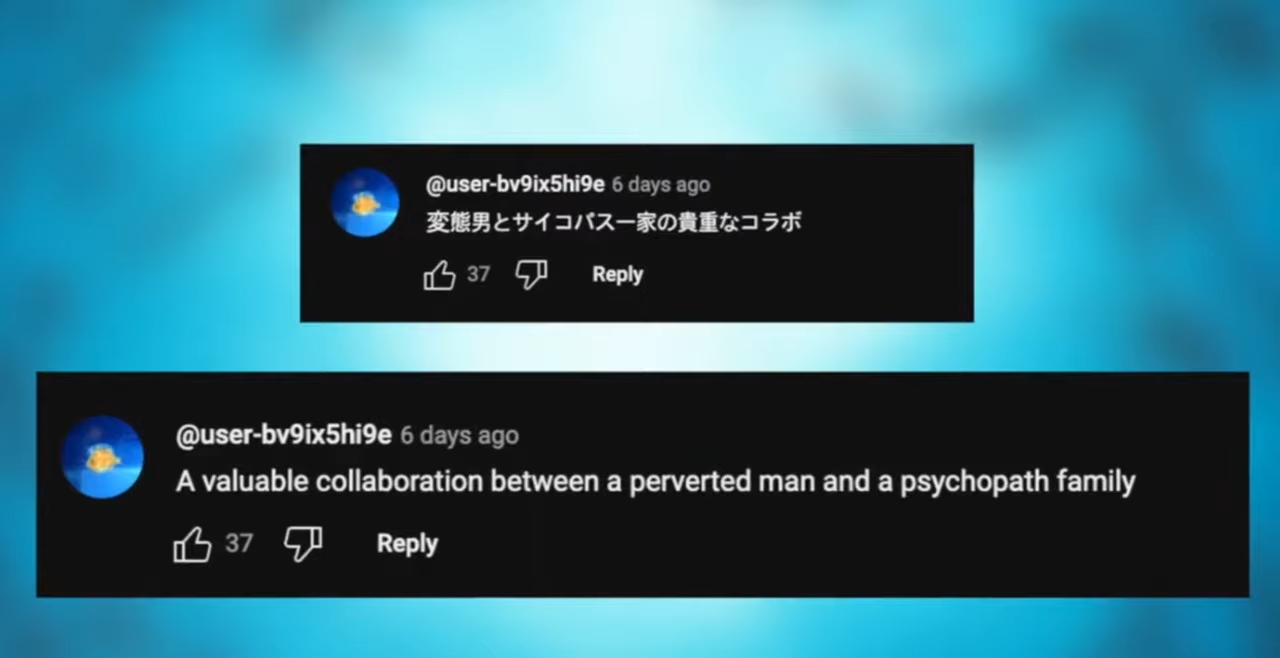 @user-bv9ix5hi9e 6 days ago
変態男とサイコパス一家の貴重なコラボ
37 Reply
@user-bv9ix5hi9e 6 days ago
A valuable collaboration between a perverted man and a psychopath family
37 Reply